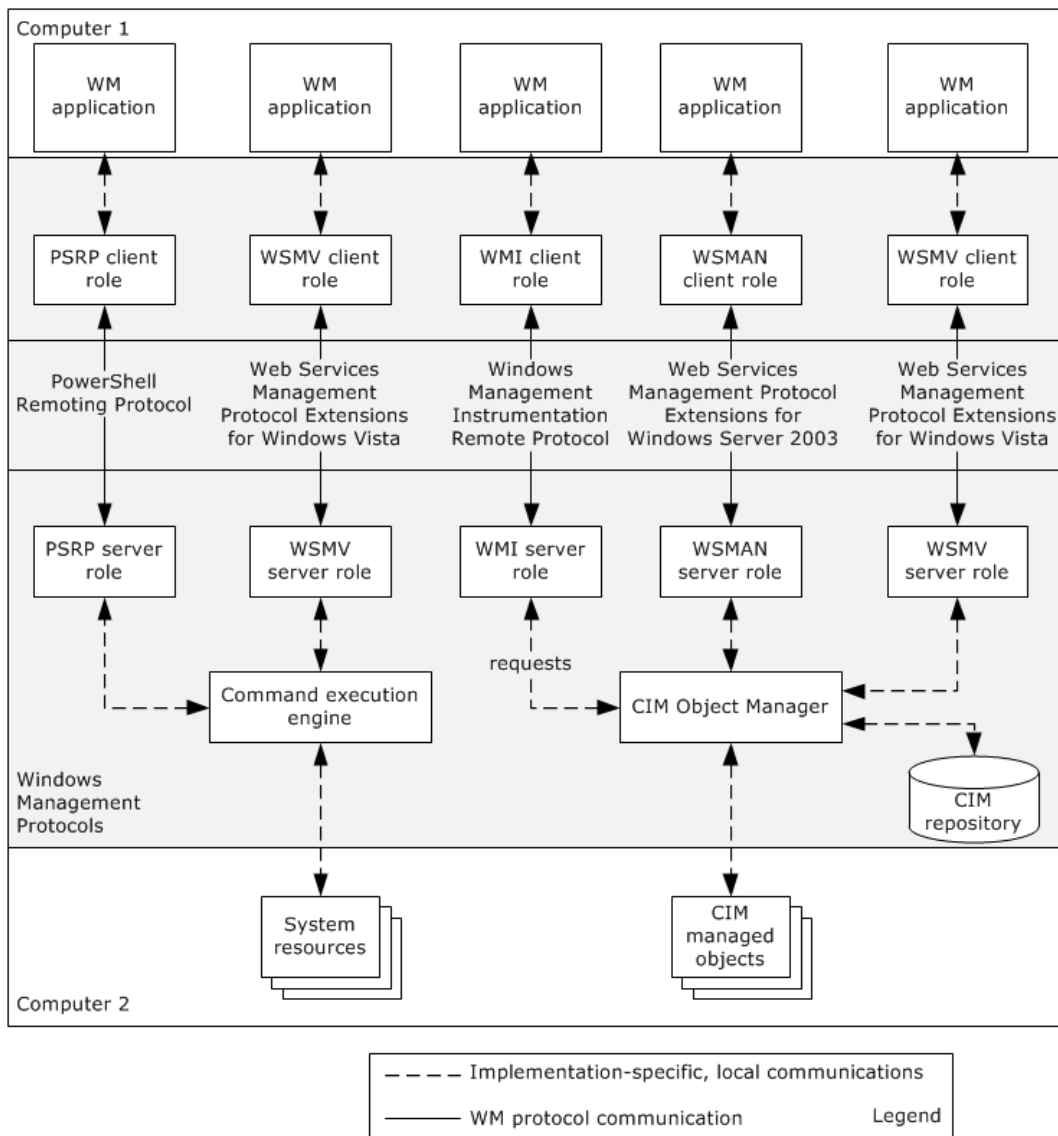 Computer 1
WM
application
WM
application
WM
application
WM
application
WM
application
PSRP client
role
WSMV client
role
WMI client
role
WSMAN
client role
WSMV client
role
PowerShell
Remoting Protocol
Web Services
Management
Protocol Extensions
for Windows Vista
Windows
Management
Instrumentation
Remote Protocol
Web Services
Management Protocol
Extensions for
Windows Server 2003
Web Services
Management
Protocol Extensions
for Windows Vista
PSRP server
role
WSMV
server role
WMI server
role
WSMAN
server role
WSMV
server role
requests
Command execution
engine
CIM Object Manager
Windows
Management
Protocols
CIM
repository
System
resources
CIM
managed
objects
Computer 2
Implementation-specific, local communications
WM protocol communication
Legend